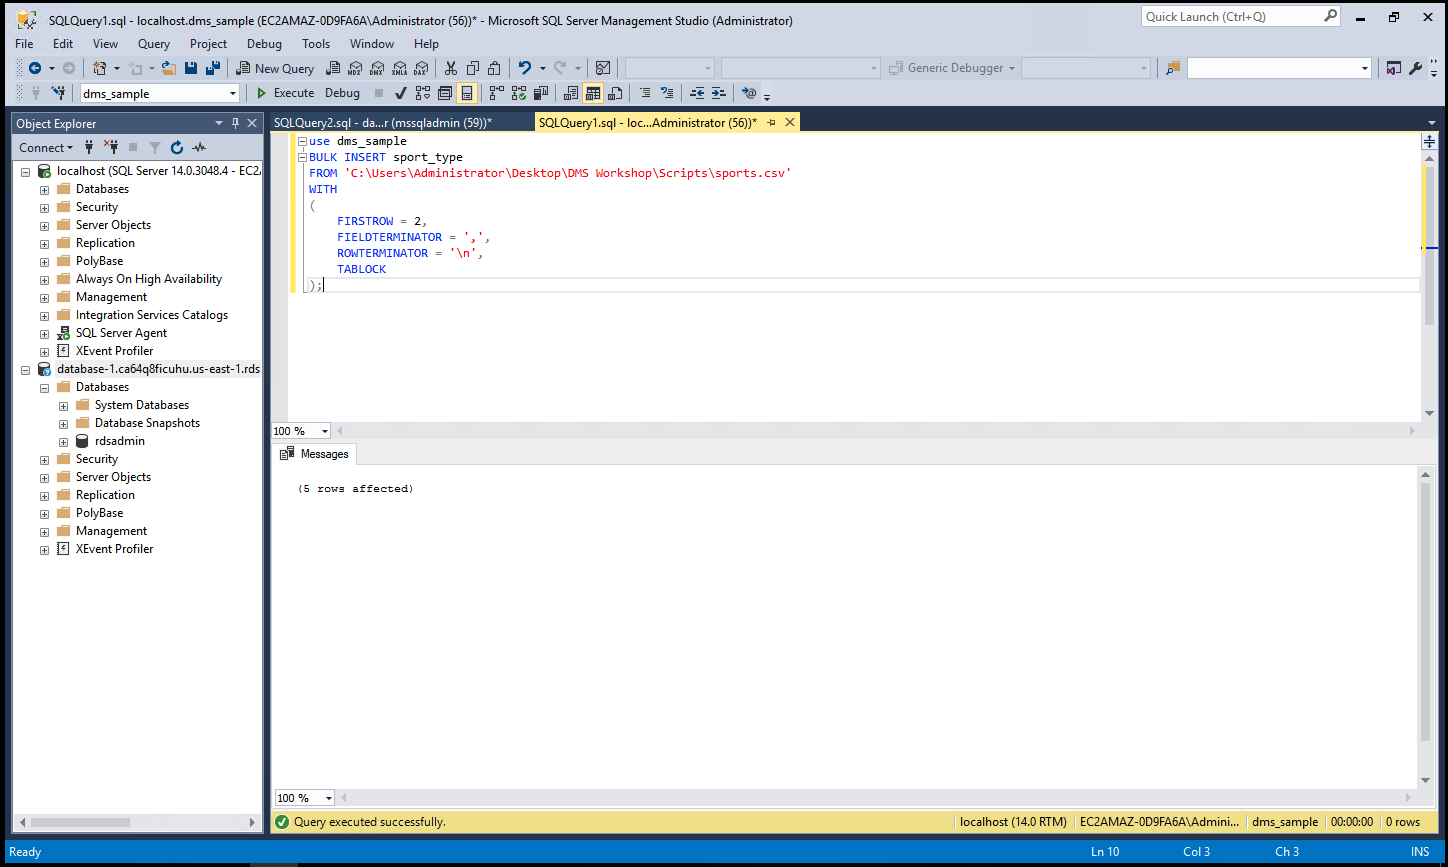 SQLQuery1.sql - localhost.dms_sample (EC2AMAZ-0D9FA6A\Administrator (56))* - Microsoft SQL Server Management Studio (Administrator)
Quick Launch (Ctrl+Q)
File Edit View Query Project Debug Tools Window Help
New Query MDX DMX XMLA DAX Generic Debugger
dms_sample Execute Debug
Object Explorer
Connect
localhost (SQL Server 14.0.3048.4 - EC2
Databases
Security
Server Objects
Replication
PolyBase
Always On High Availability
Management
Integration Services Catalogs
SQL Server Agent
XEvent Profiler
database-1.ca64q8ficuhu.us-east-1.rds
Databases
System Databases
Database Snapshots
rdsadmin
Security
Server Objects
Replication
PolyBase
Management
XEvent Profiler
SQLQuery2.sql - da...r (mssqladmin (59))* SQLQuery1.sql - loc...Administrator (56))*
use dms_sample
BULK INSERT sport_type
FROM 'C:\Users\Administrator\Desktop\DMS Workshop\Scripts\sports.csv'
WITH
(
FIRSTROW = 2,
FIELDTERMINATOR = ',',
ROWTERMINATOR = '\n',
TABLOCK
);
100 %
Messages
(5 rows affected)
100 %
Query executed successfully. localhost (14.0 RTM) EC2AMAZ-0D9FA6A\Admini... dms_sample 00:00:00 0 rows
Ready Ln 10 Col 3 Ch 3 INS